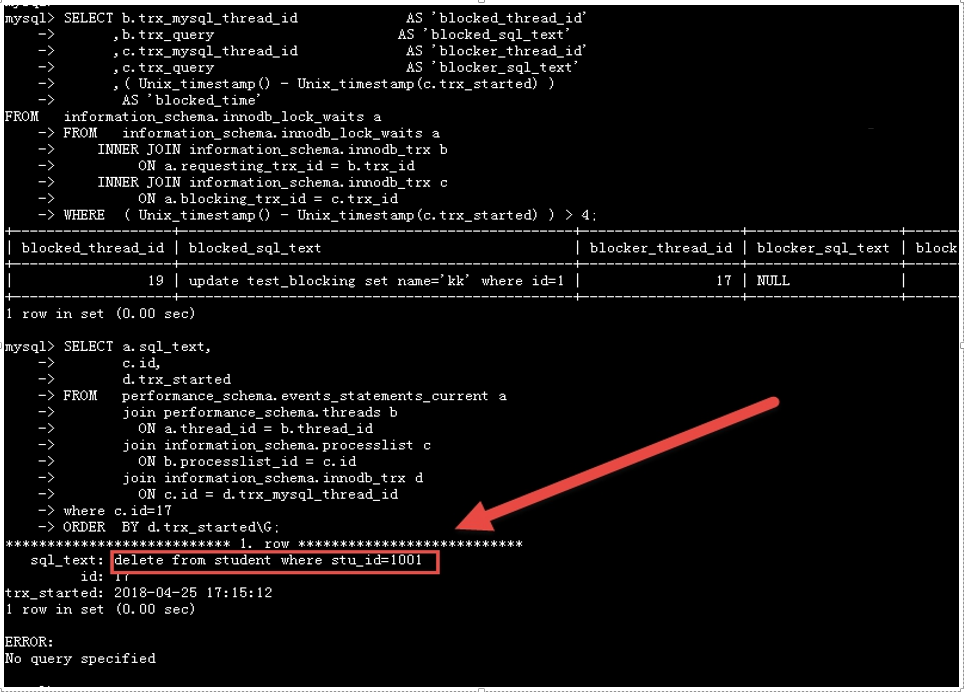 mysql> SELECT b.trx_mysql_thread_id             AS 'blocked_thread_id'
    ->       ,b.trx_query                      AS 'blocked_sql_text'
    ->       ,c.trx_mysql_thread_id             AS 'blocker_thread_id'
    ->       ,c.trx_query                       AS 'blocker_sql_text'
    ->       ,( Unix_timestamp() - Unix_timestamp(c.trx_started) )
    ->        AS 'blocked_time'
FROM   information_schema.innodb_lock_waits a
    -> FROM   information_schema.innodb_lock_waits a
    ->     INNER JOIN information_schema.innodb_trx b
    ->          ON a.requesting_trx_id = b.trx_id
    ->     INNER JOIN information_schema.innodb_trx c
    ->          ON a.blocking_trx_id = c.trx_id
    -> WHERE  ( Unix_timestamp() - Unix_timestamp(c.trx_started) ) > 4;
| blocked_thread_id | blocked_sql_text | blocker_thread_id | blocker_sql_text | block
| 19 | update test_blocking set name='kk' where id=1 | 17 | NULL |
1 row in set (0.00 sec)
mysql> SELECT a.sql_text,
    ->        c.id,
    ->        d.trx_started
    -> FROM   performance_schema.events_statements_current a
    ->        join performance_schema.threads b
    ->          ON a.thread_id = b.thread_id
    ->        join information_schema.processlist c
    ->          ON b.processlist_id = c.id
    ->        join information_schema.innodb_trx d
    ->          ON c.id = d.trx_mysql_thread_id
    -> where c.id=17
    -> ORDER  BY d.trx_started\G;
*************************** 1. row ***************************
   sql_text: delete from student where stu_id=1001
         id: 17
trx_started: 2018-04-25 17:15:12
1 row in set (0.00 sec)
ERROR:
No query specified